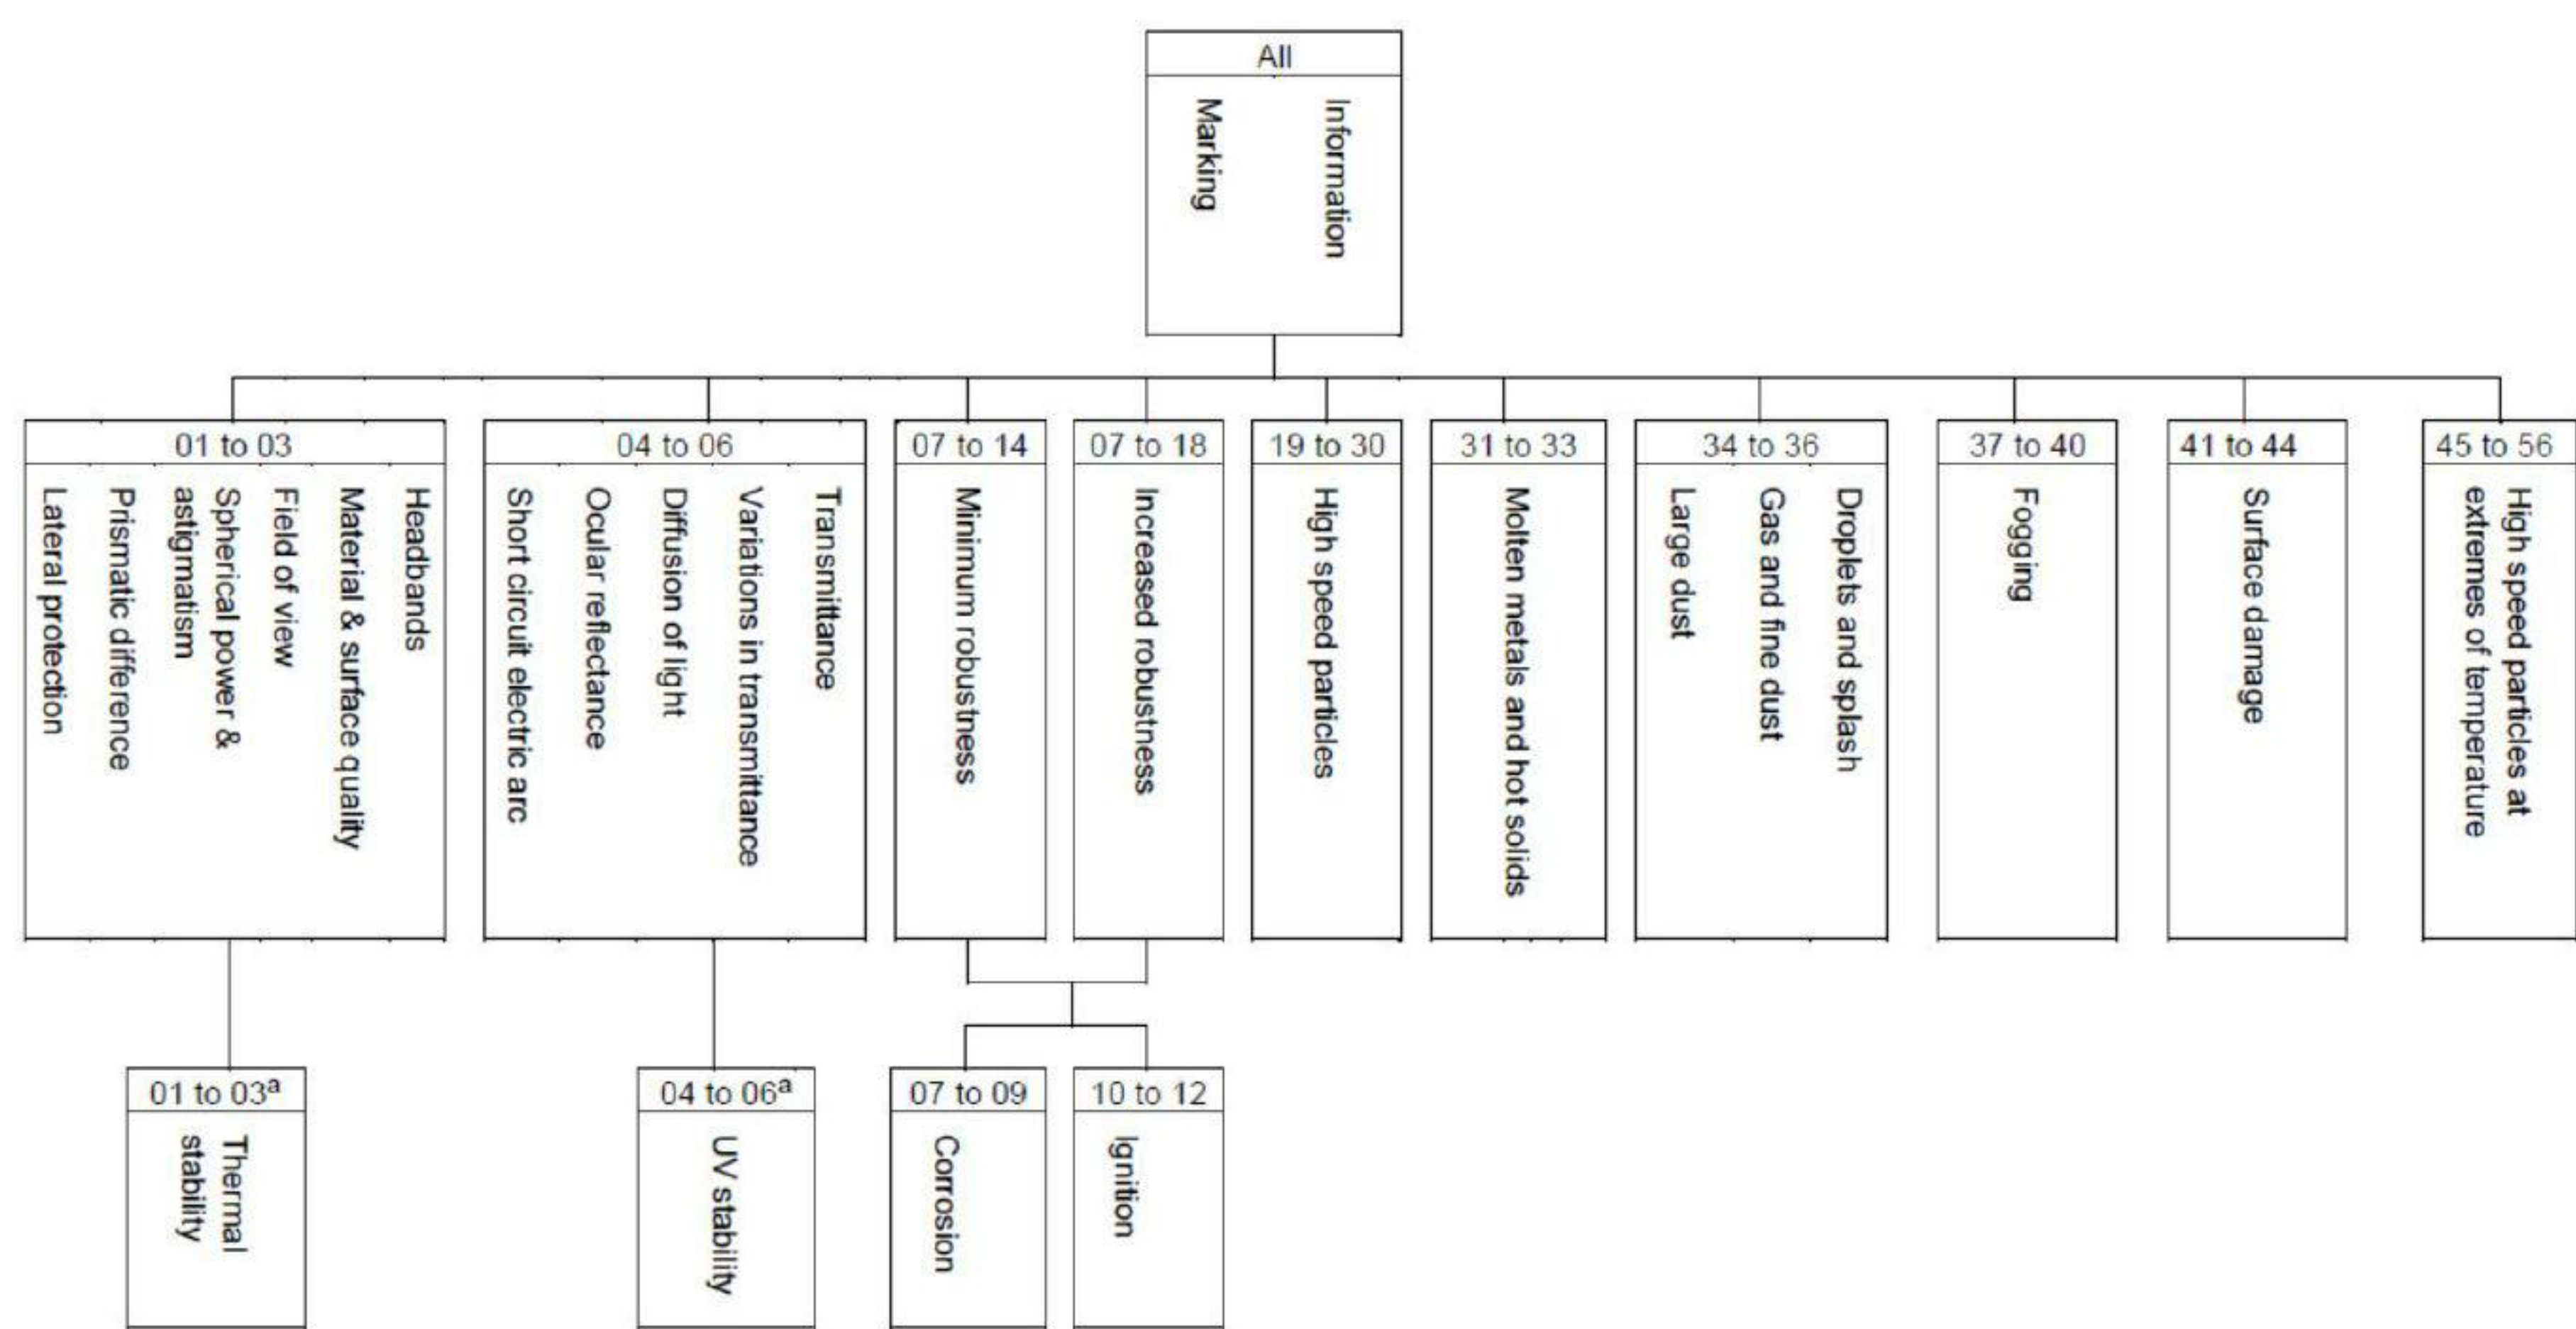 All
Information
Marking
01 to 03
Headbands
Material & surface quality
Field of view
Spherical power &
astigmatism
Prismatic difference
Lateral protection
04 to 06
Transmittance
Variations in transmittance
Diffusion of light
Ocular reflectance
Short circuit electric arc
07 to 14
Minimum robustness
07 to 18
Increased robustness
19 to 30
High speed particles
31 to 33
Molten metals and hot solids
34 to 36
Droplets and splash
Gas and fine dust
Large dust
37 to 40
Fogging
41 to 44
Surface damage
45 to 56
High speed particles at
extremes of temperature
01 to 03ª
Thermal
stability
04 to 06ª
UV stability
07 to 09
Corrosion
10 to 12
Ignition